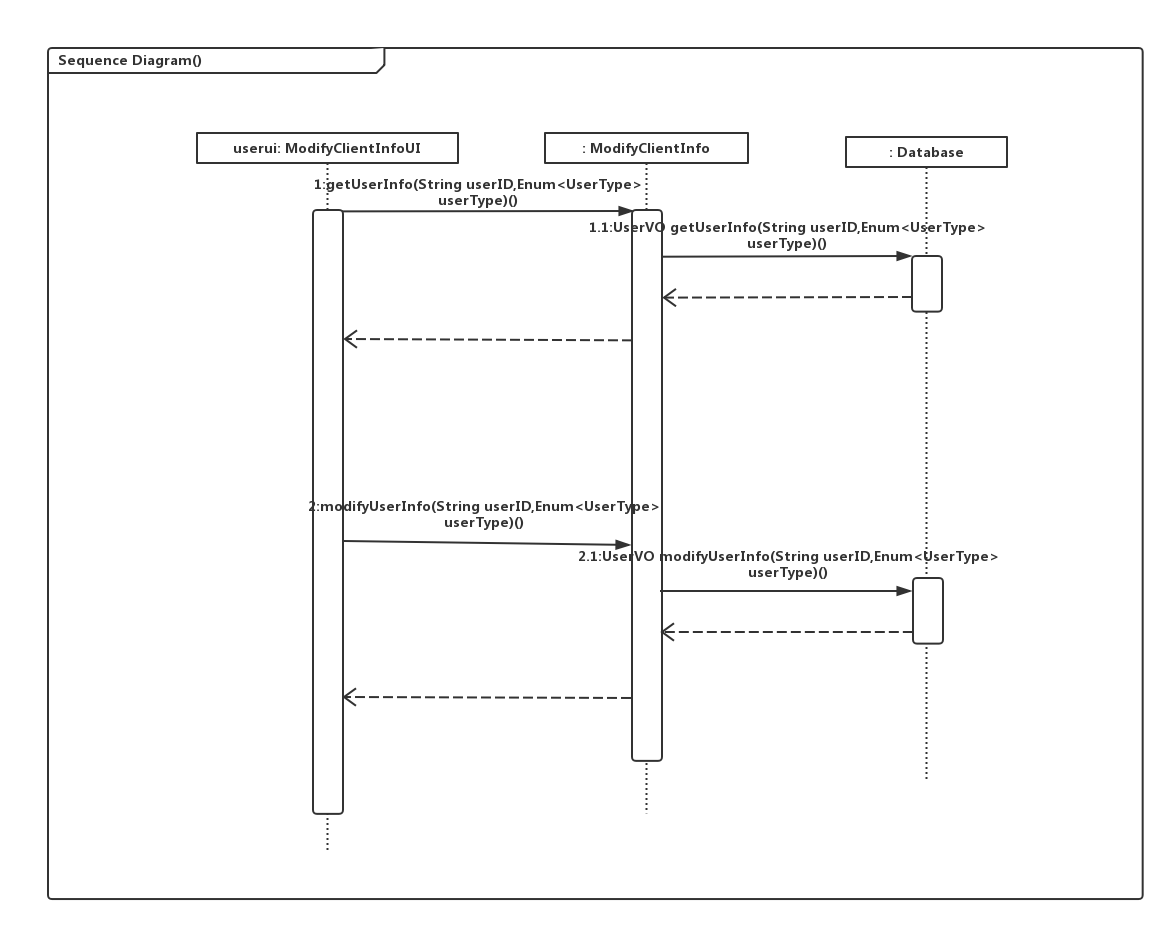 Sequence Diagram()
userui: ModifyClientInfoUI
: ModifyClientInfo
: Database
1:getUserInfo(String userID,Enum<UserType>
userType)()
1.1:UserVO getUserInfo(String userID,Enum<UserType>
userType)()
2:modifyUserInfo(String userID,Enum<UserType>
userType)()
2.1:UserVO modifyUserInfo(String userID,Enum<UserType>
userType)()